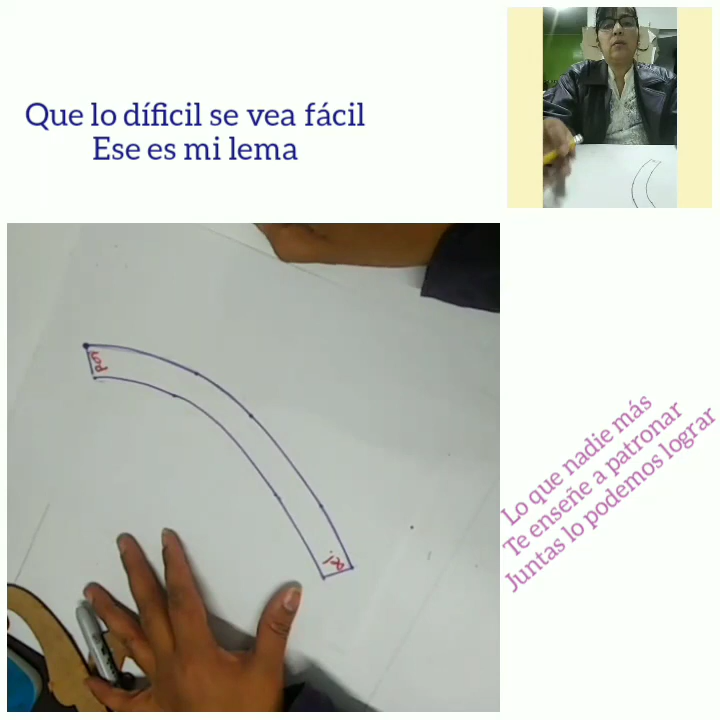 Que lo díficil se vea fácil
Ese es mi lema
Lo que nadie más
Te enseñe a patronar
Juntas lo podemos lograr